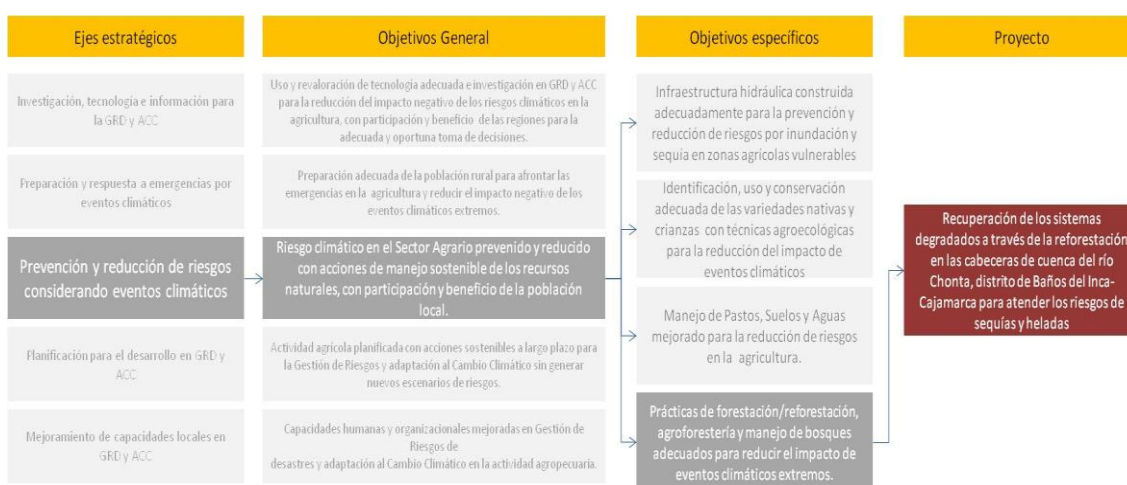 Ejes estratégicos
Objetivos General
Objetivos específicos
Proyecto
Investigación, tecnología e información para
la GRD y ACC
Preparación y respuesta a emergencias por
eventos climáticos
Prevención y reducción de riesgos
considerando eventos climáticos
Planificación para el desarrollo en GRD y
ACC
Mejoramiento de capacidades locales en
GRD y ACC
Uso y revaloración de tecnología adecuada e investigación en GRD y ACC
para la reducción del impacto negativo de los riesgos climáticos en la
agricultura, con participación y beneficio de las regiones para la
adecuada y oportuna toma de decisiones.
Preparación adecuada de la población rural para afrontar las
emergencias en la agricultura y reducir el impacto negativo de los
eventos climáticos extremos.
Riesgo climático en el Sector Agrario prevenido y reducido
con acciones de manejo sostenible de los recursos
naturales, con participación y beneficio de la población
local.
Actividad agrícola planificada con acciones sostenibles a largo plazo para
la Gestión de Riesgos y adaptación al Cambio Climático sin generar
nuevos escenarios de riesgos.
Capacidades humanas y organizacionales mejoradas en Gestión de
Riesgos de
desastres y adaptación al Cambio Climático en la actividad agropecuaria.
Infraestructura hidráulica construida
adecuadamente para la prevención y
reducción de riesgos por inundación y
sequía en zonas agrícolas vulnerables
Identificación, uso y conservación
adecuada de las variedades nativas y
crianzas con técnicas agroecológicas
para la reducción del impacto de
eventos climáticos
Manejo de Pastos, Suelos y Aguas
mejorado para la reducción de riesgos
en la agricultura.
Prácticas de forestación/reforestación,
agroforestería y manejo de bosques
adecuados para reducir el impacto de
eventos climáticos extremos.
Recuperación de los sistemas
degradados a través de la reforestación
en las cabeceras de cuenca del río
Chonta, distrito de Baños del Inca-
Cajamarca para atender los riesgos de
sequías y heladas